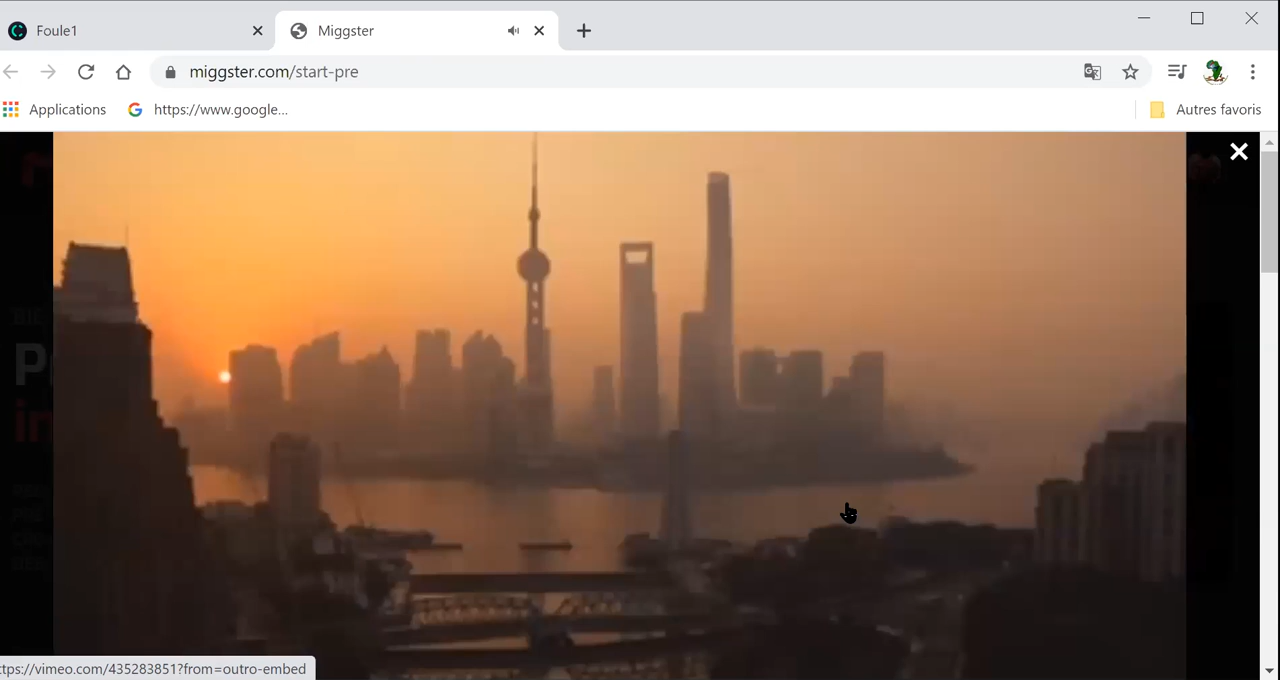 Foule1
Miggster
miggster.com/start-pre
Applications
https://www.google...
Autres favoris
ttps://vimeo.com/435283851?from=outro-embed